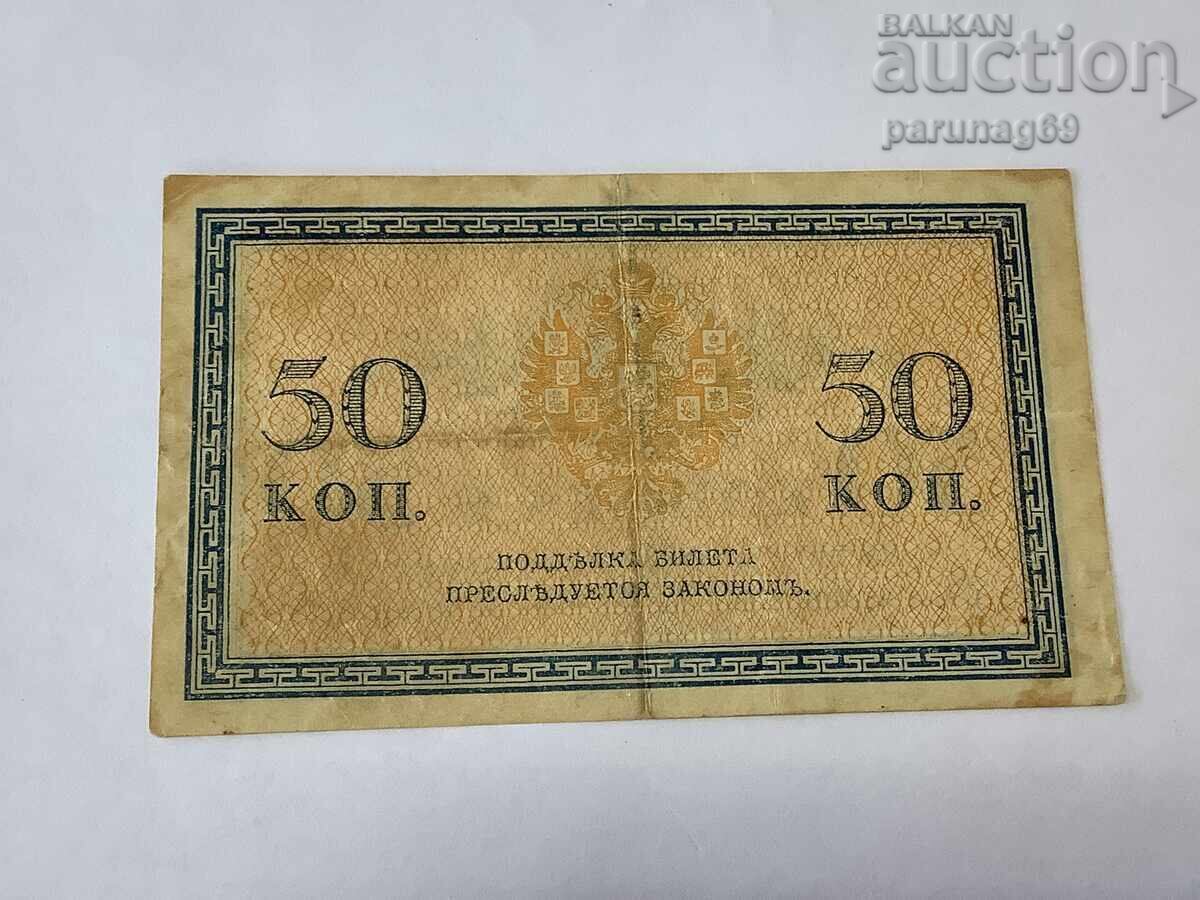 BALKAN
auction
parunag69
50 50
КОП. КОП.
ПОДДѢЛКА БИЛЕТА
ПРЕСЛѢДУЕТСЯ ЗАКОНОМЪ.